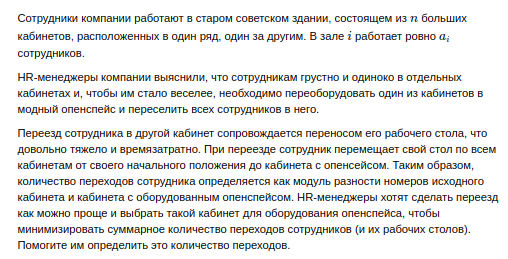 Сотрудники компании работают в старом советском здании, состоящем из n больших
кабинетов, расположенных в один ряд, один за другим. В зале i работает ровно a_i
сотрудников.
HR-менеджеры компании выяснили, что сотрудникам грустно и одиноко в отдельных
кабинетах и, чтобы им стало веселее, необходимо переоборудовать один из кабинетов в
модный опенспейс и переселить всех сотрудников в него.
Переезд сотрудника в другой кабинет сопровождается переносом его рабочего стола, что
довольно тяжело и времязатратно. При переезде сотрудник перемещает свой стол по всем
кабинетам от своего начального положения до кабинета с опенсейсом. Таким образом,
количество переходов сотрудника определяется как модуль разности номеров исходного
кабинета и кабинета с оборудованным опенспейсом. HR-менеджеры хотят сделать переезд
как можно проще и выбрать такой кабинет для оборудования опенспейса, чтобы
минимизировать суммарное количество переходов сотрудников (и их рабочих столов).
Помогите им определить это количество переходов.